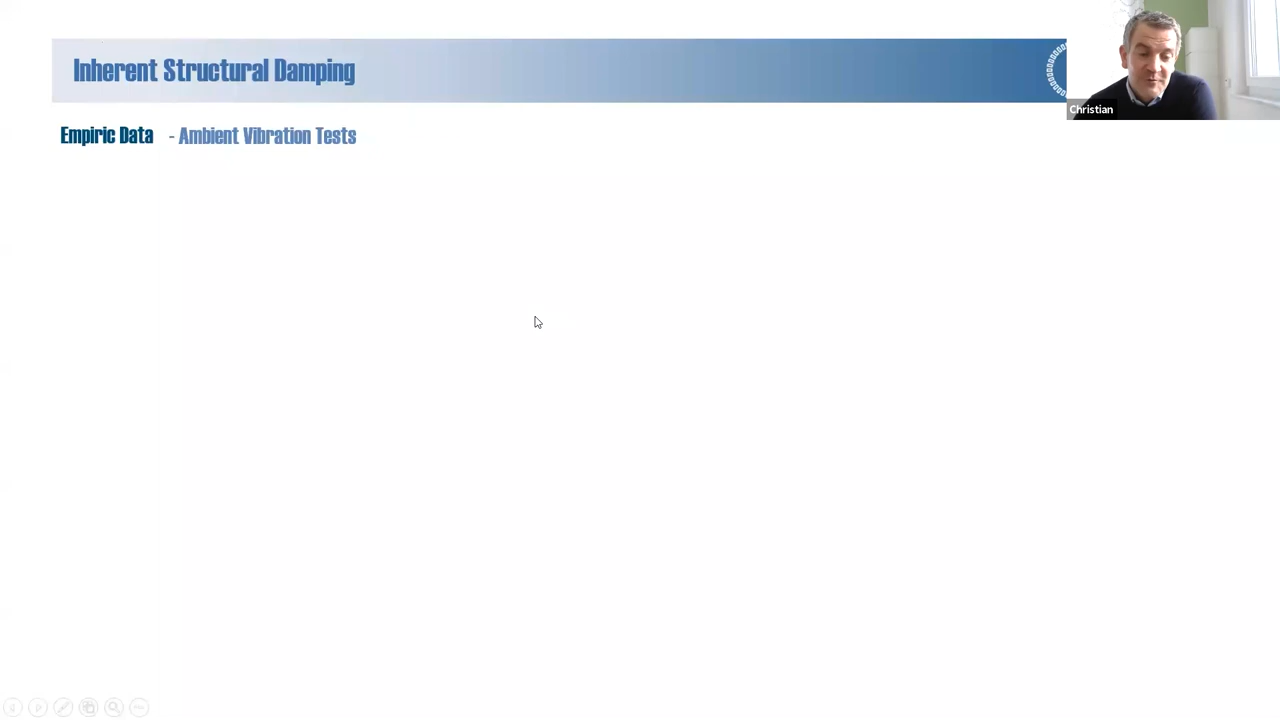 Inherent Structural Damping
Christian
Empiric Data - Ambient Vibration Tests